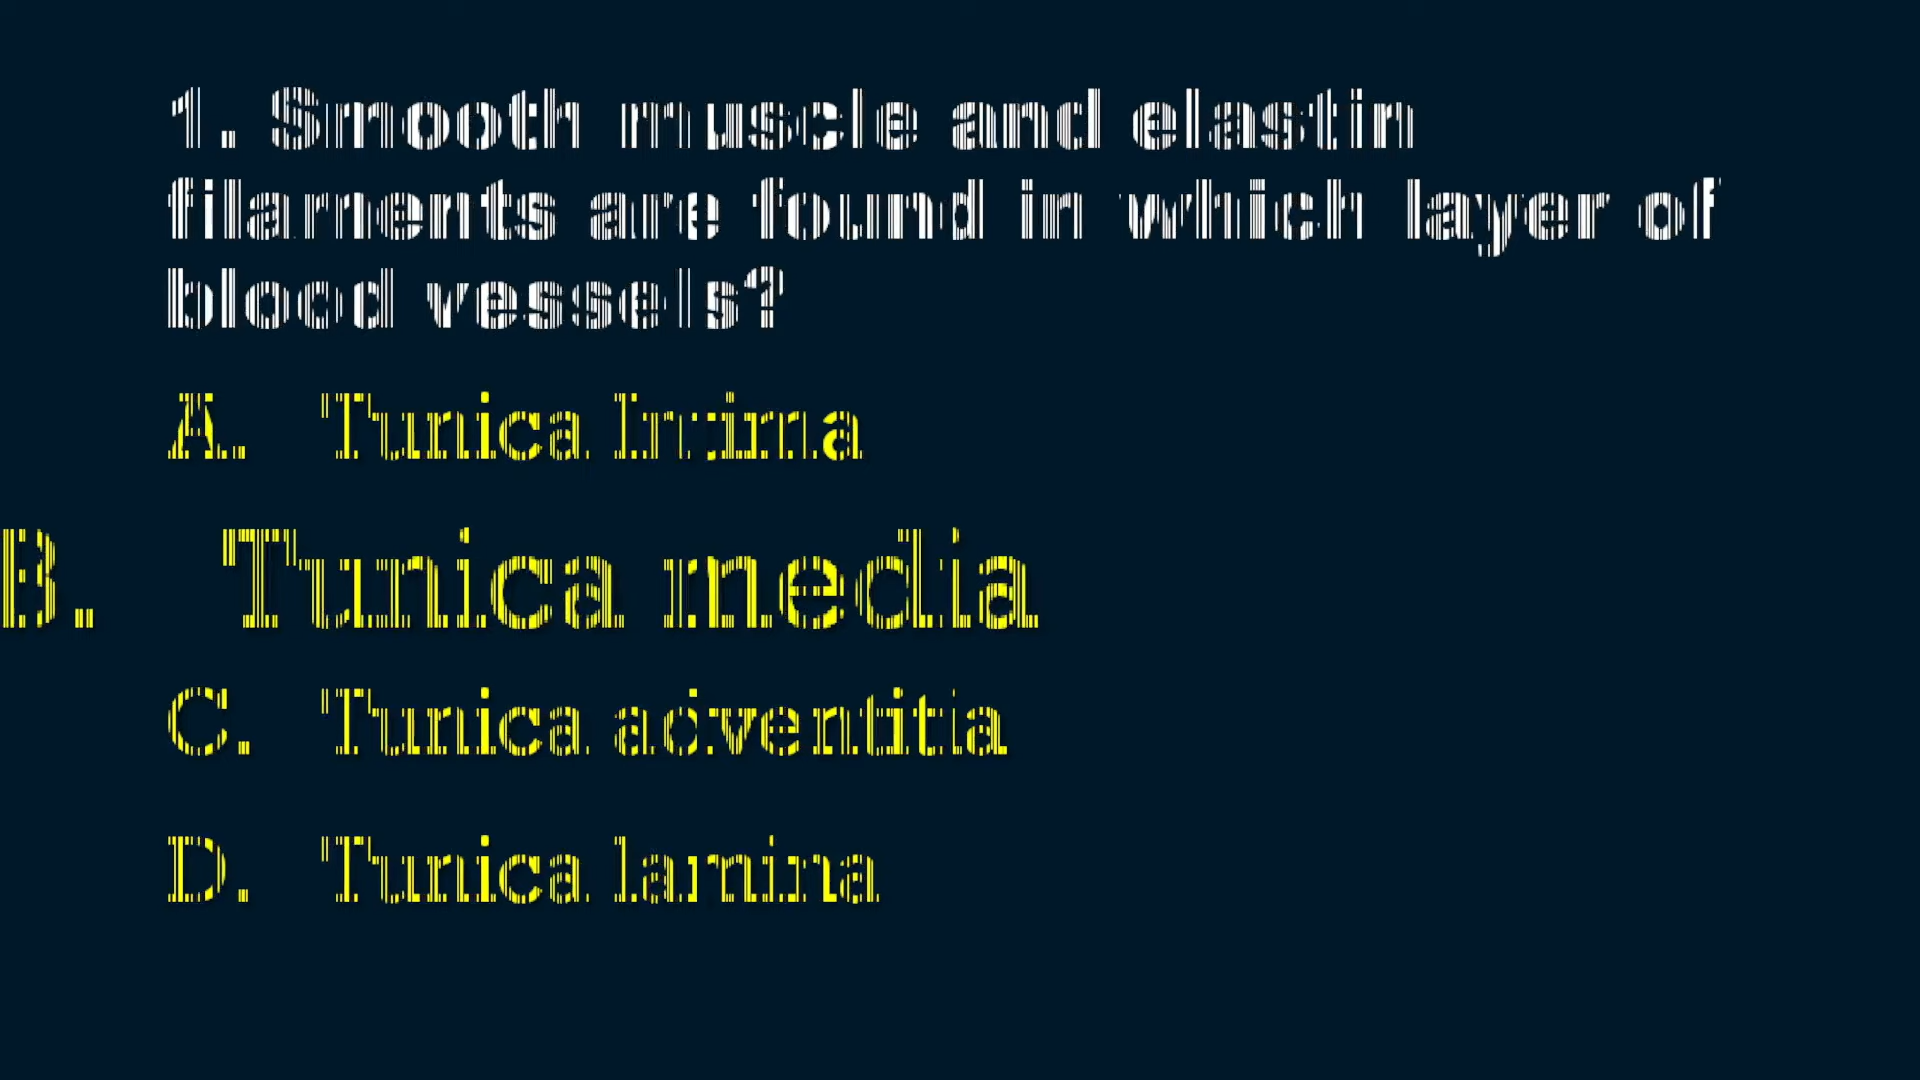 1. Smooth muscle and elastin
filaments are found in which layer of
blood vessels?
A. Tunica Intima
B. Tunica media
C. Tunica adventitia
D. Tunica lamina